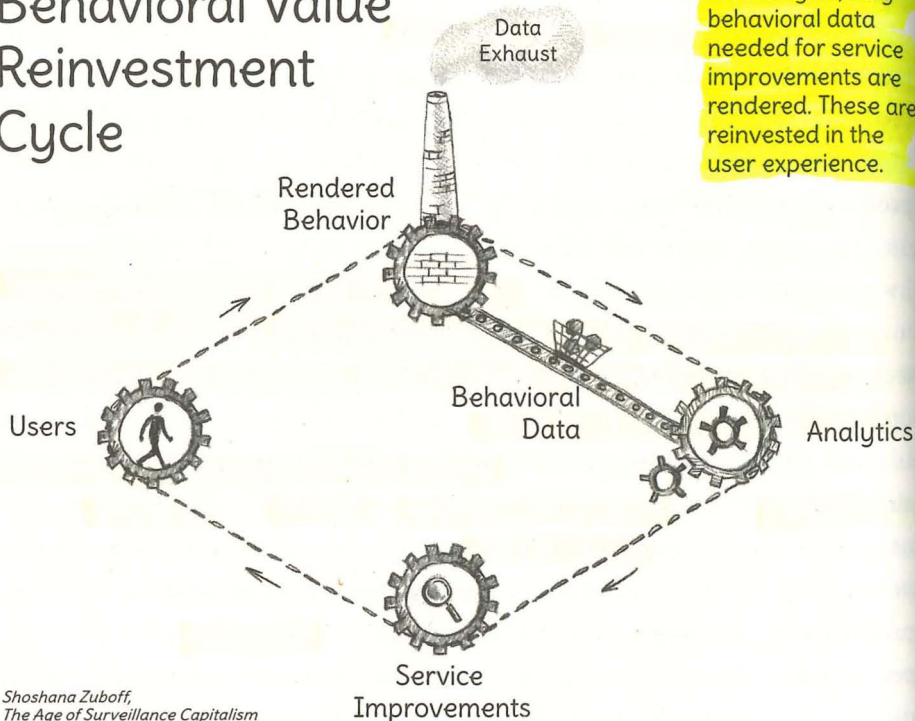 Behavioral Value
Reinvestment
Cycle
Data
Exhaust
behavioral data
needed for service
improvements are
rendered. These are
reinvested in the
user experience.
Rendered
Behavior
Behavioral
Data
Users
Analytics
Service
Improvements
Shoshana Zuboff,
The Age of Surveillance Capitalism